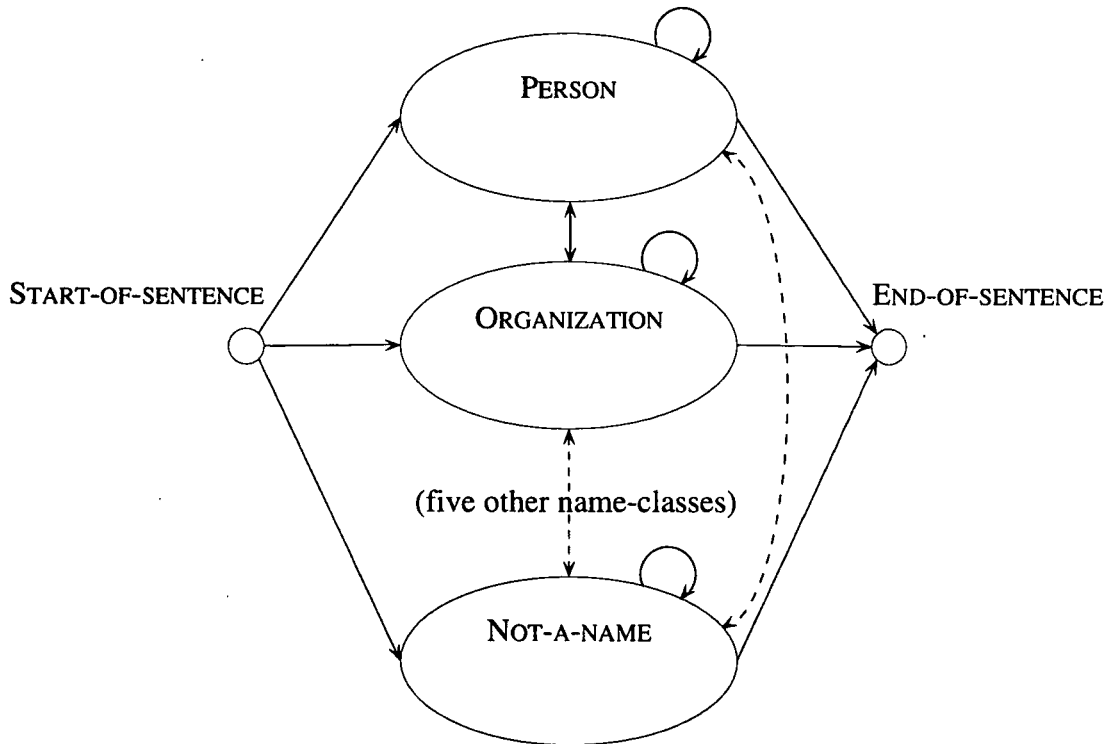 PERSON
START-OF-SENTENCE
END-OF-SENTENCE
ORGANIZATION
(five other name-classes)
NOT-A-NAME